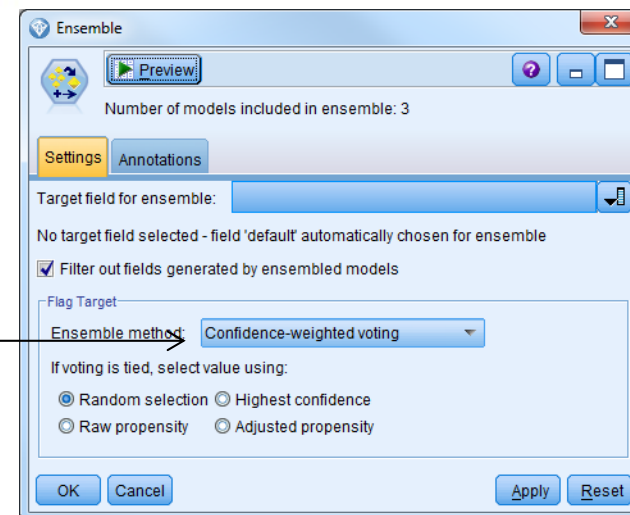 Ensemble
Preview
Number of models included in ensemble: 3
Settings Annotations
Target field for ensemble:
No target field selected - field 'default' automatically chosen for ensemble
Filter out fields generated by ensembled models
Flag Target
Ensemble method: Confidence-weighted voting
If voting is tied, select value using:
Random selection Highest confidence
Raw propensity Adjusted propensity
OK Cancel Apply Reset